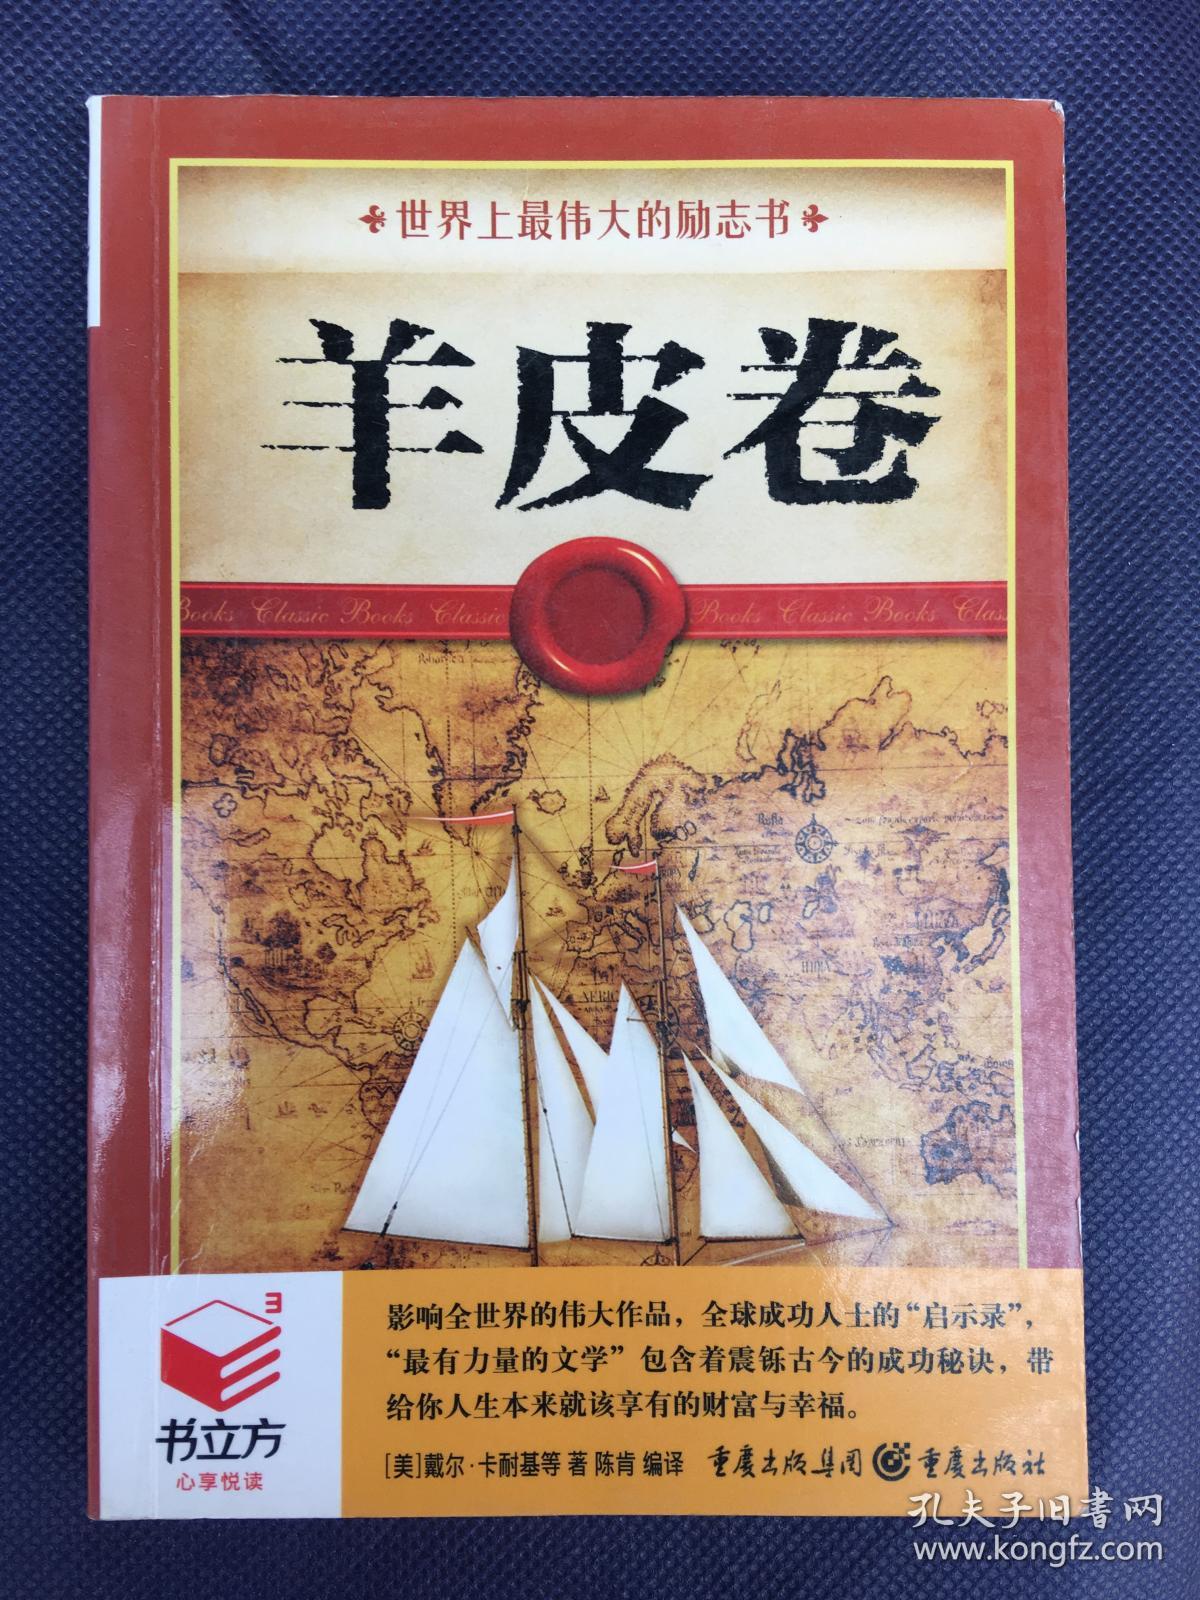 世界上最伟大的励志书
羊皮卷
Books Classic Books Classic Books Classic Books Classic
影响全世界的伟大作品，全球成功人士的“启示录”，
“最有力量的文学”包含着震铄古今的成功秘诀，带
给你人生本来就该享有的财富与幸福。
[美]戴尔·卡耐基等 著 陈肯 编译 重庆出版集团 重庆出版社
3
书立方
心享悦读
孔夫子旧書网
www.kongfz.com